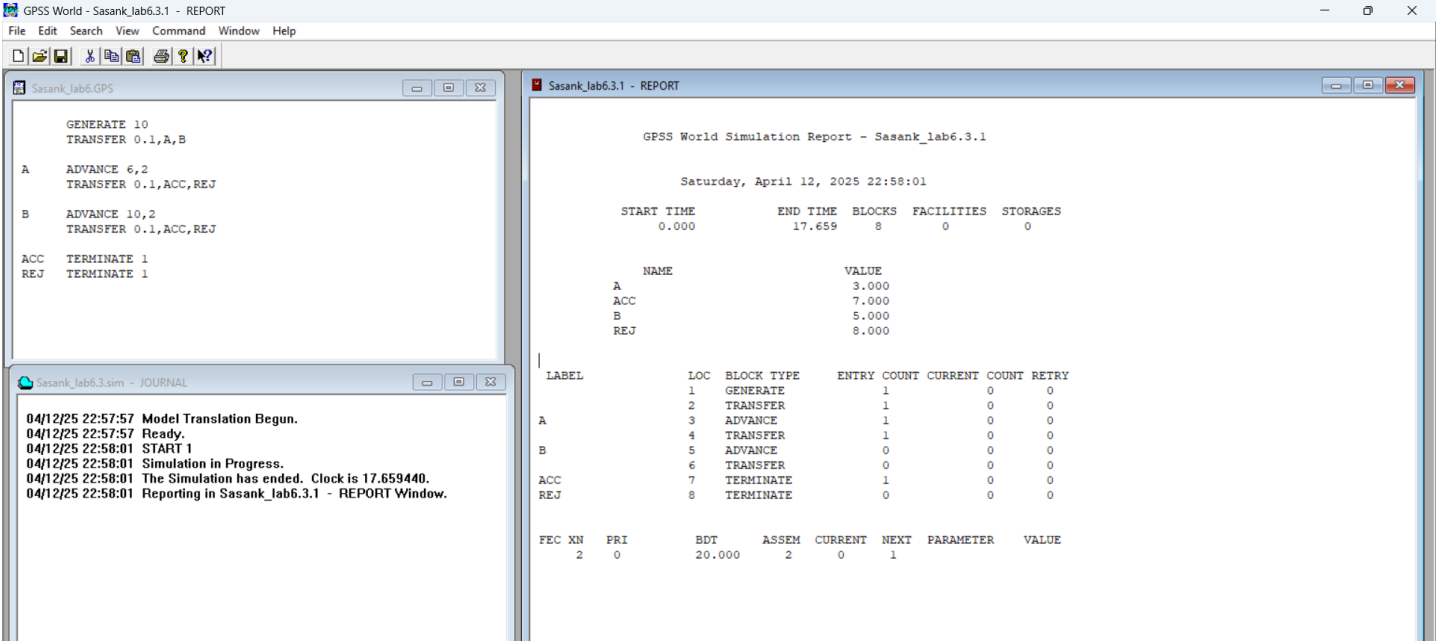 GPSS World - Sasank_lab6.3.1 - REPORT
File Edit Search View Command Window Help
Sasank_lab6.GPS
GENERATE 10
TRANSFER 0.1,A,B
A ADVANCE 6,2
TRANSFER 0.1,ACC,REJ
B ADVANCE 10,2
TRANSFER 0.1,ACC,REJ
ACC TERMINATE 1
REJ TERMINATE 1
Sasank_lab6.3.sim - JOURNAL
04/12/25 22:57:57 Model Translation Begun.
04/12/25 22:57:57 Ready.
04/12/25 22:58:01 START 1
04/12/25 22:58:01 Simulation in Progress.
04/12/25 22:58:01 The Simulation has ended. Clock is 17.659440.
04/12/25 22:58:01 Reporting in Sasank_lab6.3.1 - REPORT Window.
Sasank_lab6.3.1 - REPORT
GPSS World Simulation Report - Sasank_lab6.3.1
Saturday, April 12, 2025 22:58:01
START TIME END TIME BLOCKS FACILITIES STORAGES
0.000 17.659 8 0 0
NAME VALUE
A 3.000
ACC 7.000
B 5.000
REJ 8.000
LABEL LOC BLOCK TYPE ENTRY COUNT CURRENT COUNT RETRY
1 GENERATE 1 0 0
2 TRANSFER 1 0 0
A 3 ADVANCE 1 0 0
4 TRANSFER 1 0 0
B 5 ADVANCE 0 0 0
6 TRANSFER 0 0 0
ACC 7 TERMINATE 1 0 0
REJ 8 TERMINATE 0 0 0
FEC XN PRI BDT ASSEM CURRENT NEXT PARAMETER VALUE
2 0 20.000 2 0 1